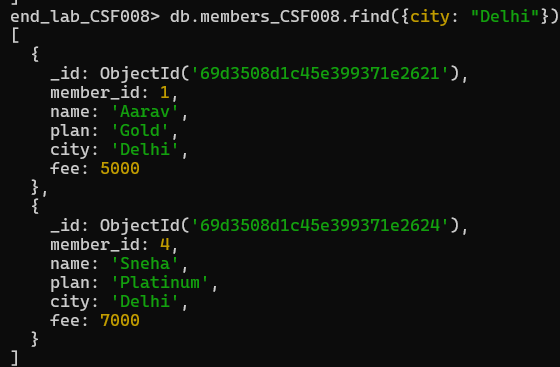 ]
end_lab_CSF008> db.members_CSF008.find({city: "Delhi"})
[
  {
    _id: ObjectId('69d3508d1c45e399371e2621'),
    member_id: 1,
    name: 'Aarav',
    plan: 'Gold',
    city: 'Delhi',
    fee: 5000
  },
  {
    _id: ObjectId('69d3508d1c45e399371e2624'),
    member_id: 4,
    name: 'Sneha',
    plan: 'Platinum',
    city: 'Delhi',
    fee: 7000
  }
]